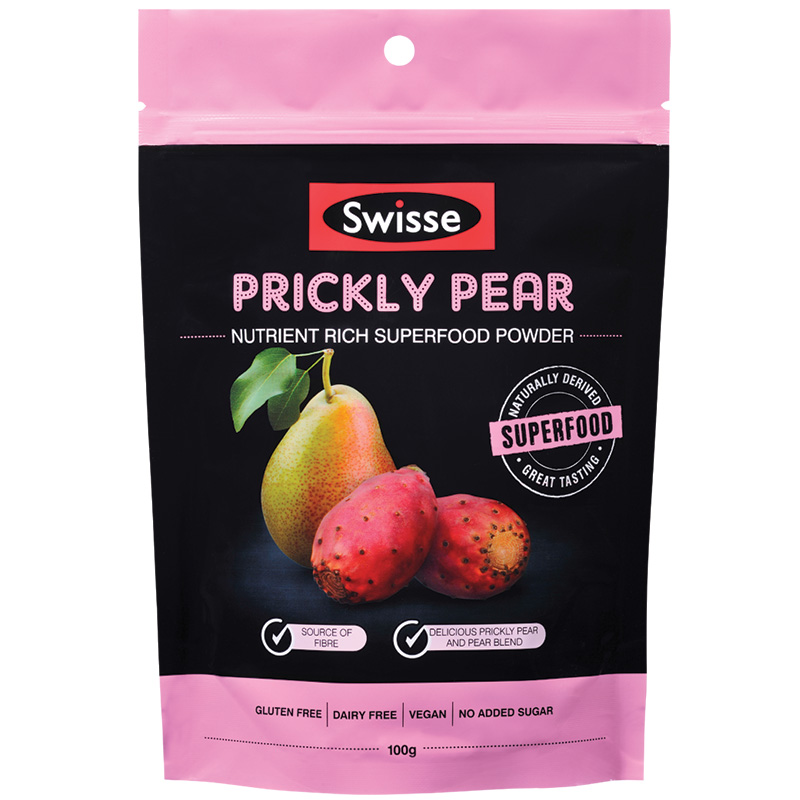 Swisse
PRICKLY PEAR
NUTRIENT RICH SUPERFOOD POWDER
NATURALLY DERIVED
SUPERFOOD
• GREAT TASTING •
SOURCE OF
FIBRE
DELICIOUS PRICKLY PEAR
AND PEAR BLEND
GLUTEN FREE | DAIRY FREE | VEGAN | NO ADDED SUGAR
100g